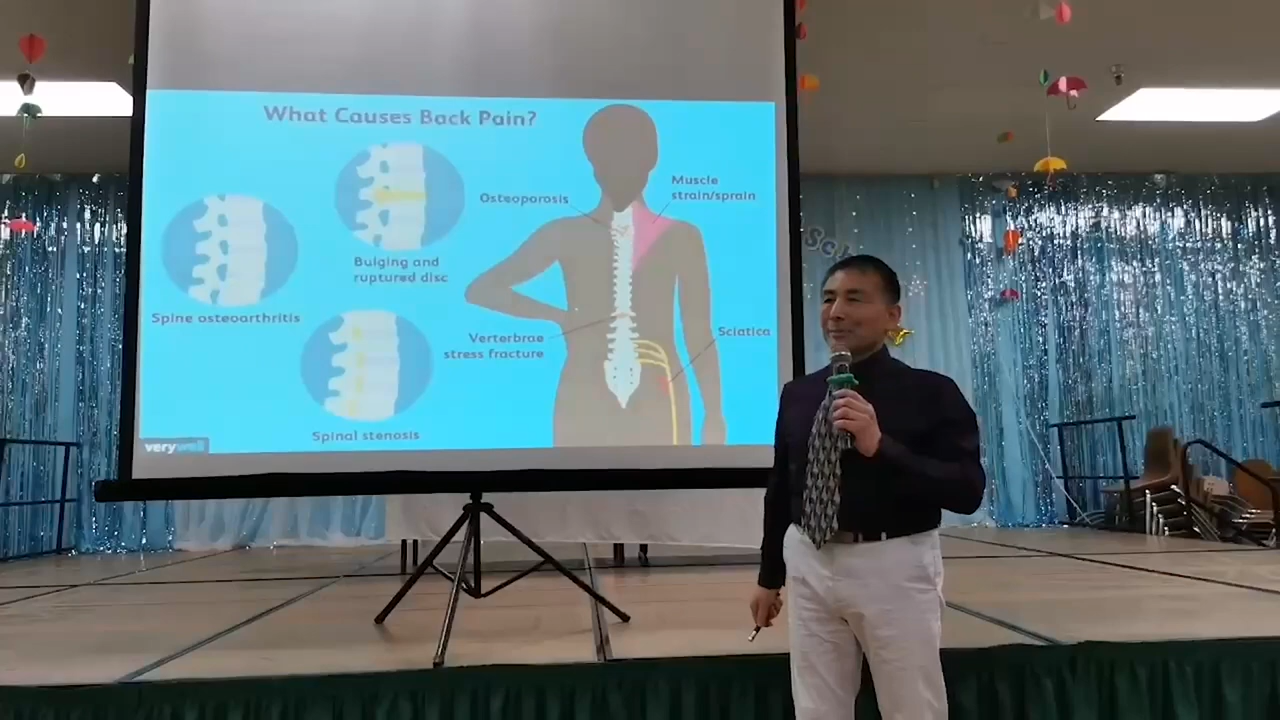 What Causes Back Pain?
Osteoporosis
Muscle
strain/sprain
Bulging and
ruptured disc
Spine osteoarthritis
Verterbrae
stress fracture
Sciatica
Spinal stenosis
verywell